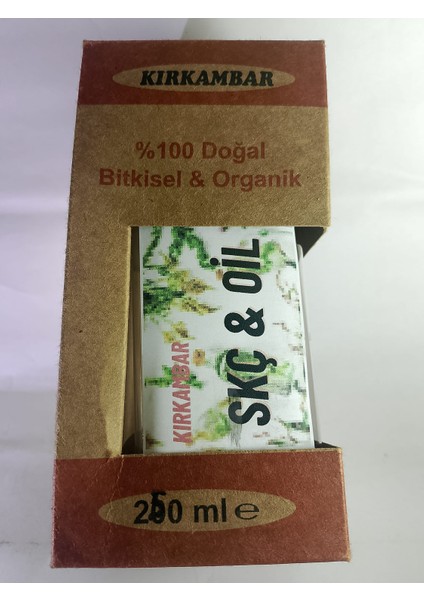 KIRKAMBAR
%100 Doğal
Bitkisel & Organik
KIRKAMBAR
SKÇ & OİL
250 ml e